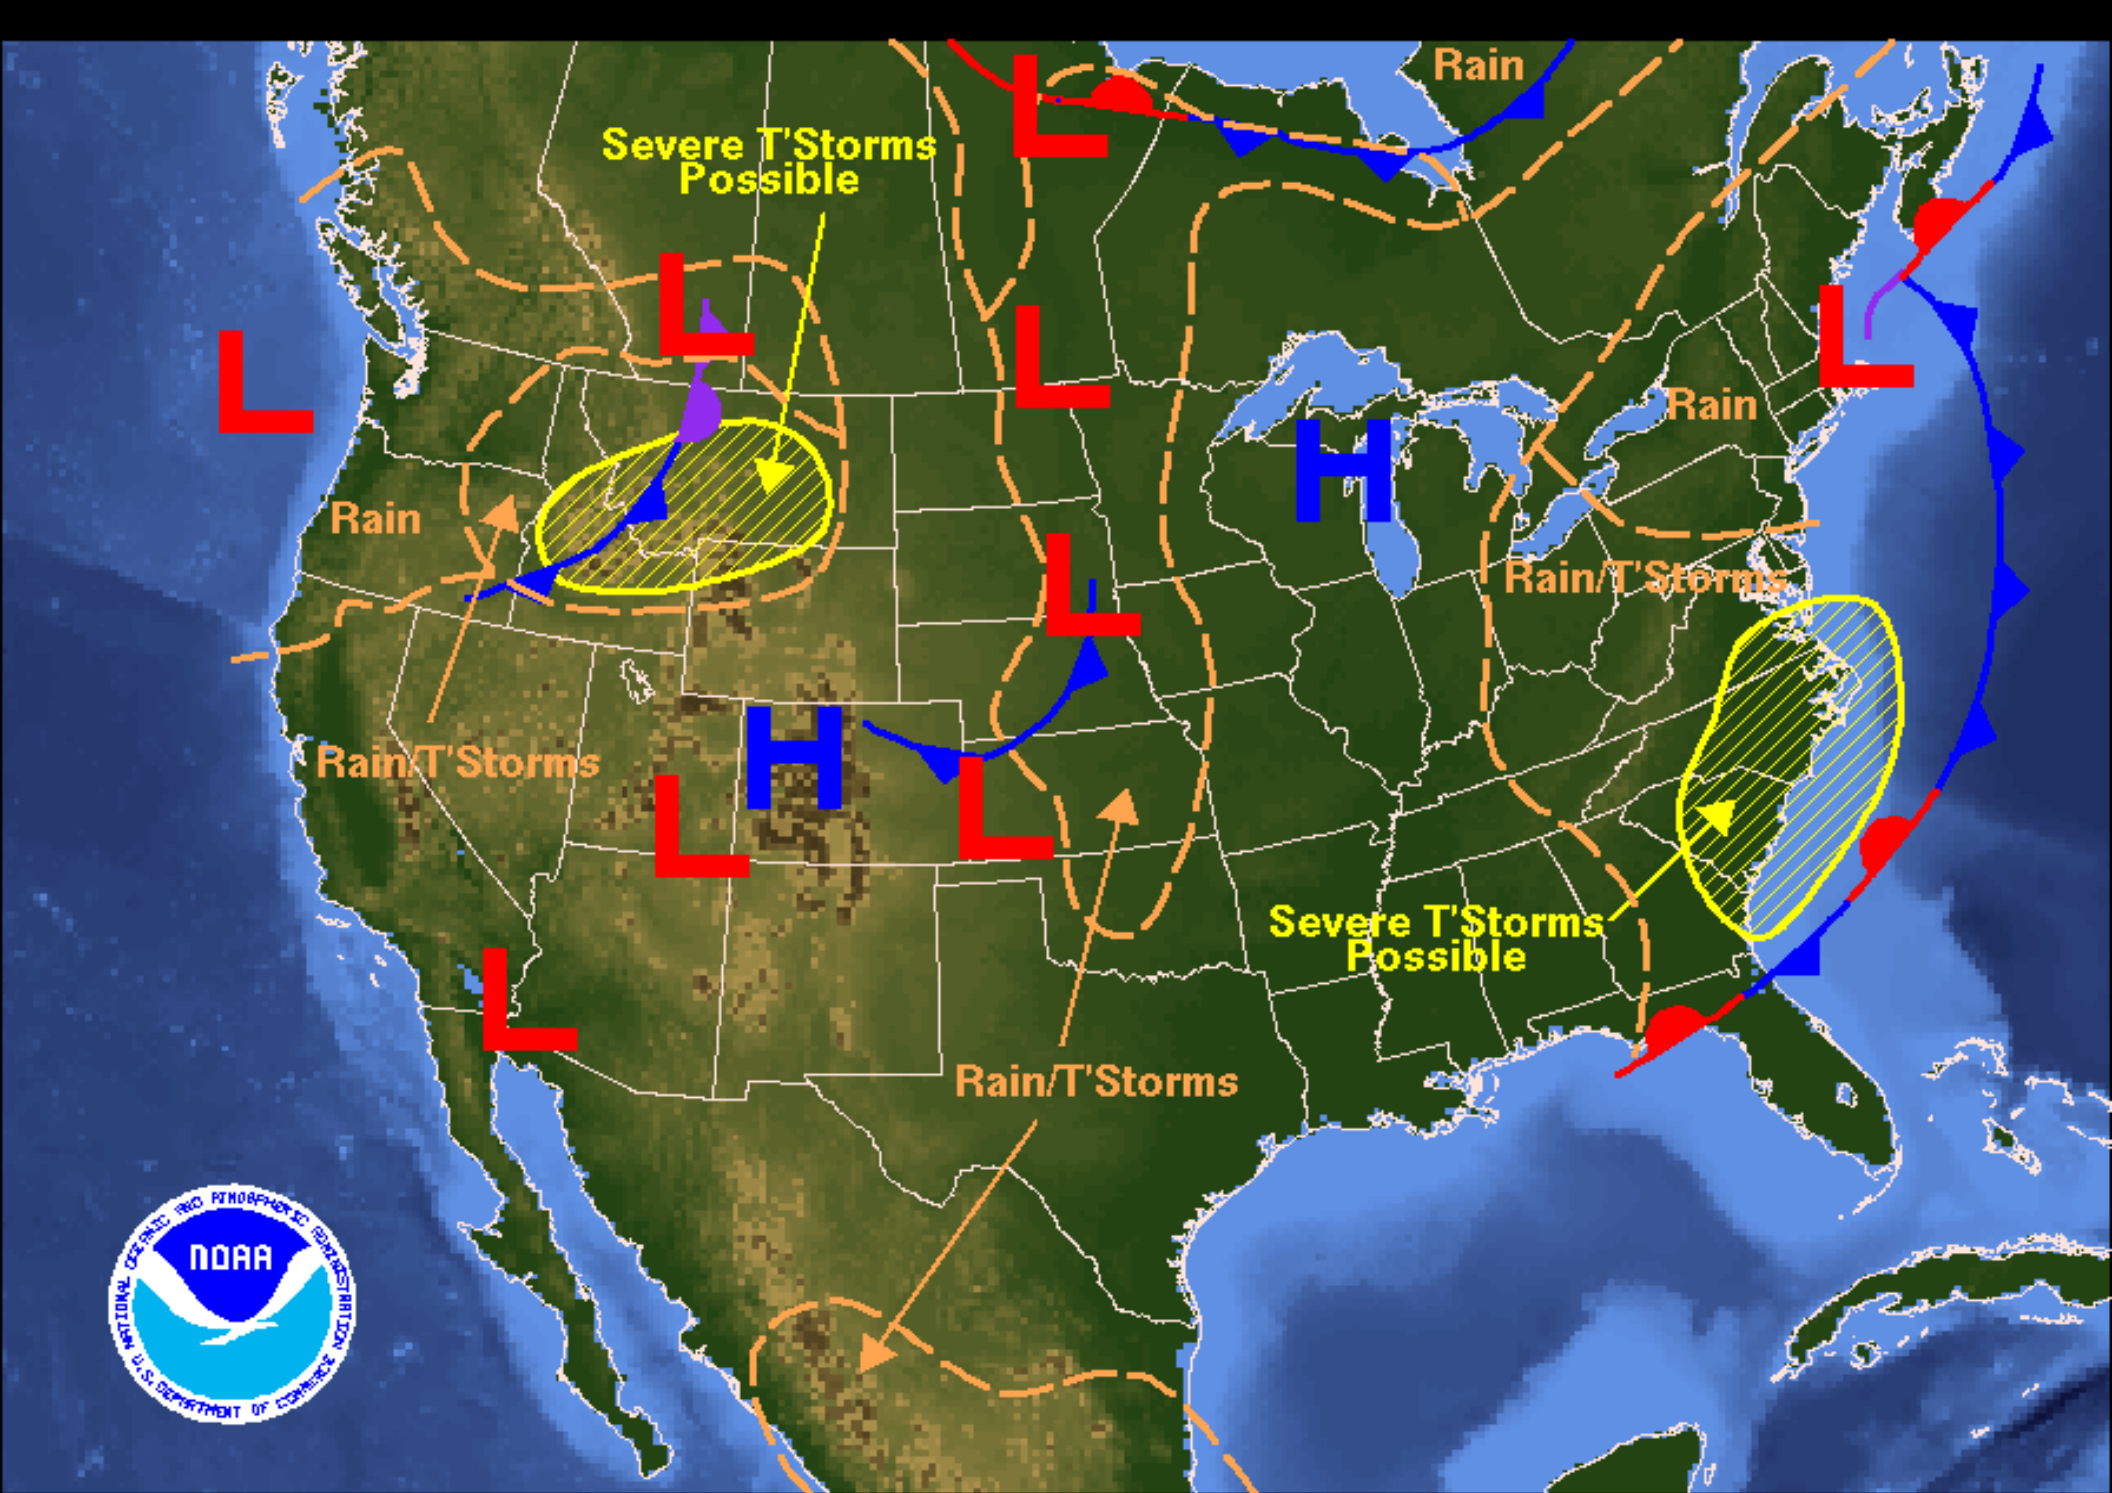 Rain
Severe T'Storms
Possible
L
L
L
L
L
Rain
H
Rain
L
Rain/T'Storms
H
Rain/T'Storms
L
L
Severe T'Storms
Possible
L
Rain/T'Storms
NATIONAL OCEANIC AND ATMOSPHERIC ADMINISTRATION
NOAA
U.S. DEPARTMENT OF COMMERCE